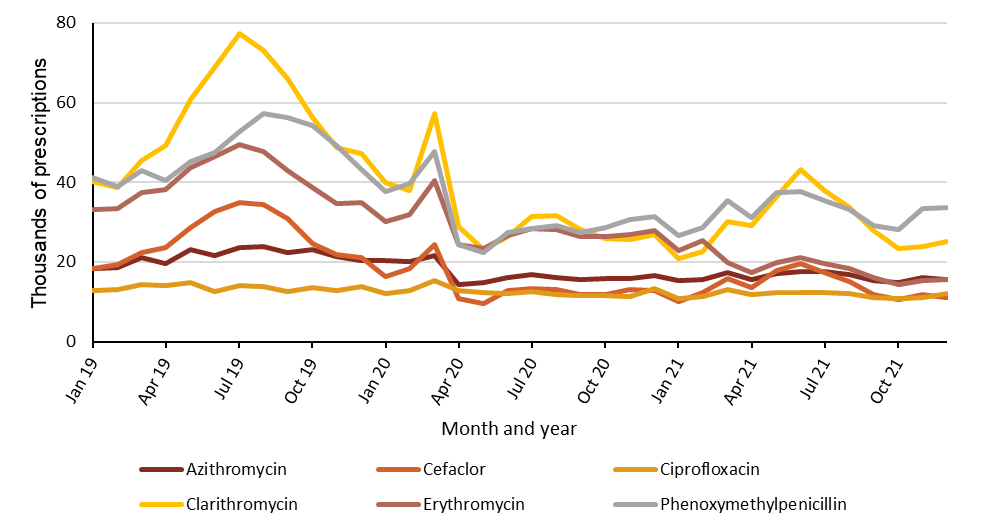 Thousands of prescriptions
80
60
40
20
0
Jan 19
Apr 19
Jul 19
Oct 19
Jan 20
Apr 20
Jul 20
Oct 20
Jan 21
Apr 21
Jul 21
Oct 21
Month and year
Azithromycin
Cefaclor
Ciprofloxacin
Clarithromycin
Erythromycin
Phenoxymethylpenicillin